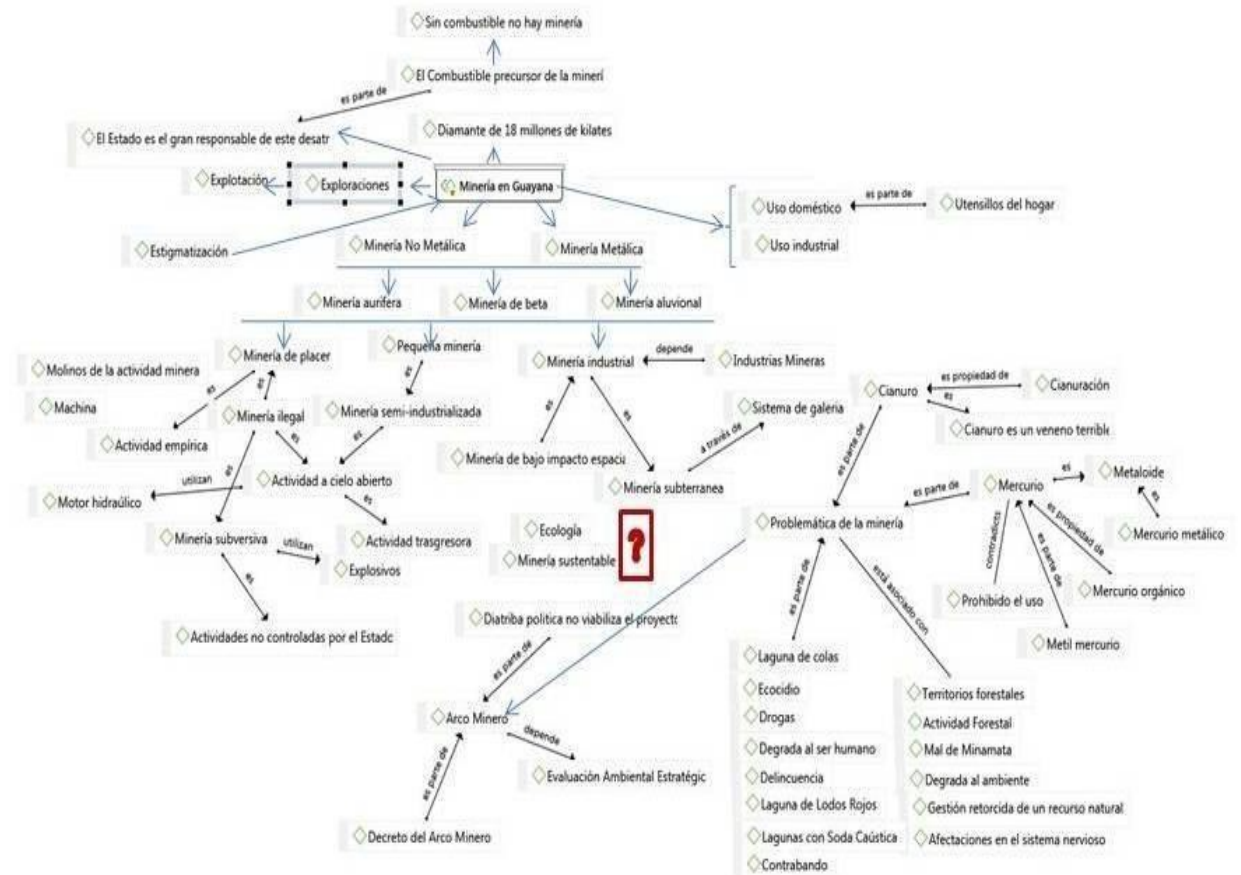 Sin combustible no hay minería
El Combustible precursor de la minerí
es parte de
El Estado es el gran responsable de este desatr
Diamante de 18 millones de kilates
Explotación
Exploraciones
Minería en Guayana
Uso doméstico
es parte de
Utensillos del hogar
Uso industrial
Estigmatización
Minería No Metálica
Minería Metálica
Minería aurífera
Minería de beta
Minería aluvional
Minería de placer
Pequeña minería
Minería industrial
depende
Industrias Mineras
Molinos de la actividad minera
es
es
es
Machina
Minería ilegal
Minería semi-industrializada
es
es
Sistema de galeria
Cianuro
es propiedad de
Cianuración
es
Cianuro es un veneno terrible
Actividad empírica
es
es
es
a través de
es parte de
Minería de bajo impacto espaciu
Minería subterranea
Motor hidraúlico
utilizan
Actividad a cielo abierto
es
Problemática de la minería
es parte de
Mercurio
es
Metaloide
es
Mercurio metálico
Minería subversiva
utilizan
Actividad trasgresora
Explosivos
Ecología
Minería sustentable
?
contradicts
es parte de
es propiedad de
Prohibido el uso
Mercurio orgánico
Metil mercurio
es
Actividades no controladas por el Estadc
Diatriba política no viabiliza el proyecto
es parte de
es parte de
está asociado con
Arco Minero
depende
Evaluación Ambiental Estratégic
es parte de
Decreto del Arco Minero
Laguna de colas
Ecocidio
Drogas
Degrada al ser humano
Delincuencia
Laguna de Lodos Rojos
Lagunas con Soda Caústica
Contrabando
Territorios forestales
Actividad Forestal
Mal de Minamata
Degrada al ambiente
Gestión retorcida de un recurso natural
Afectaciones en el sistema nervioso